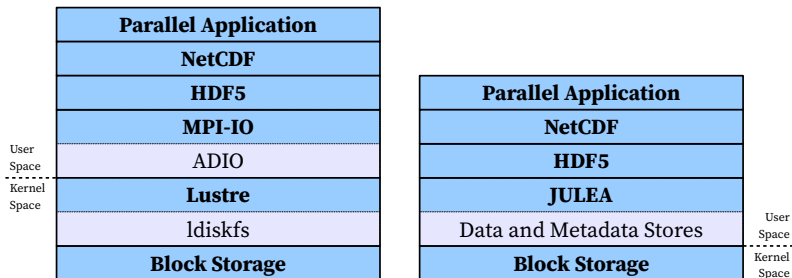 Parallel Application
NetCDF
HDF5
MPI-IO
User
Space
ADIO
Kernel
Space
Lustre
ldiskfs
Block Storage
Parallel Application
NetCDF
HDF5
JULEA
Data and Metadata Stores
User
Space
Block Storage
Kernel
Space